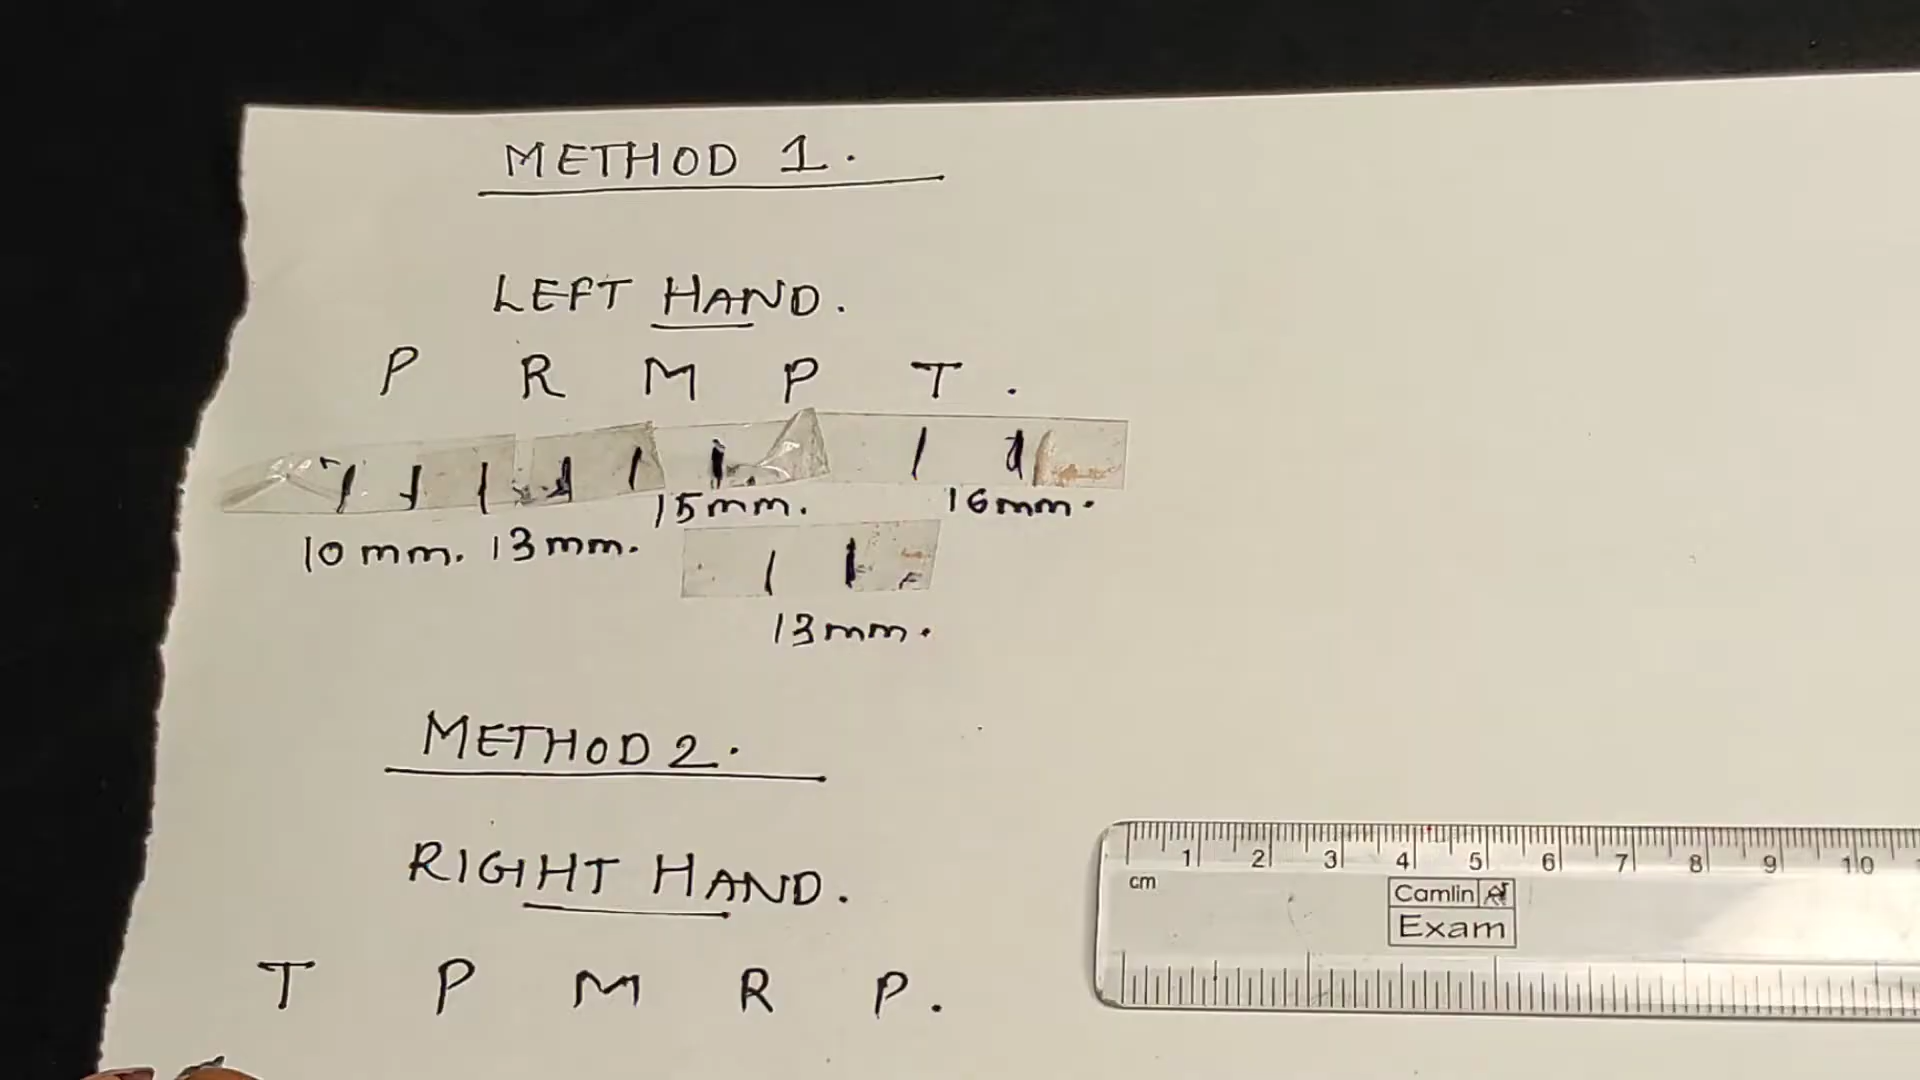 METHOD 1.
LEFT HAND.
P R M P T.
15mm. 16mm.
10mm. 13mm.
13mm.
METHOD 2.
RIGHT HAND.
T P M R P.
1 2 3 4 5 6 7 8 9 10
cm
Camlin
Exam